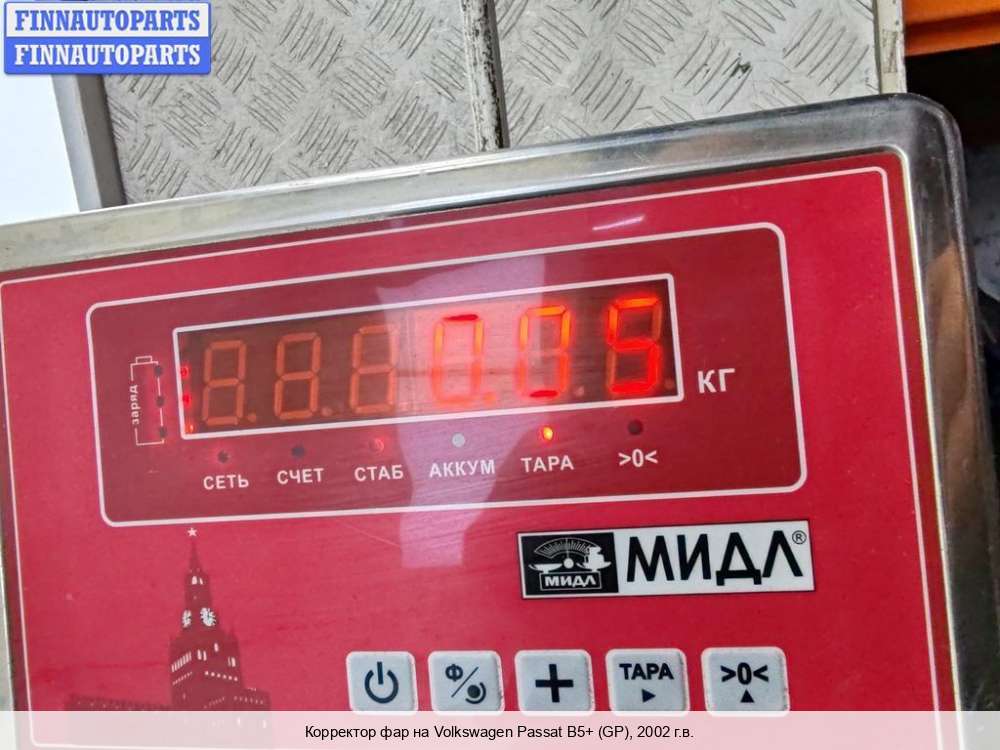 FINNAUTOPARTS
FINNAUTOPARTS
заряд
0.05
КГ
СЕТЬ СЧЕТ СТАБ АККУМ ТАРА >0<
МИДЛ МИДЛ®
Ф ТАРА >0<
Корректор фар на Volkswagen Passat B5+ (GP), 2002 г.в.